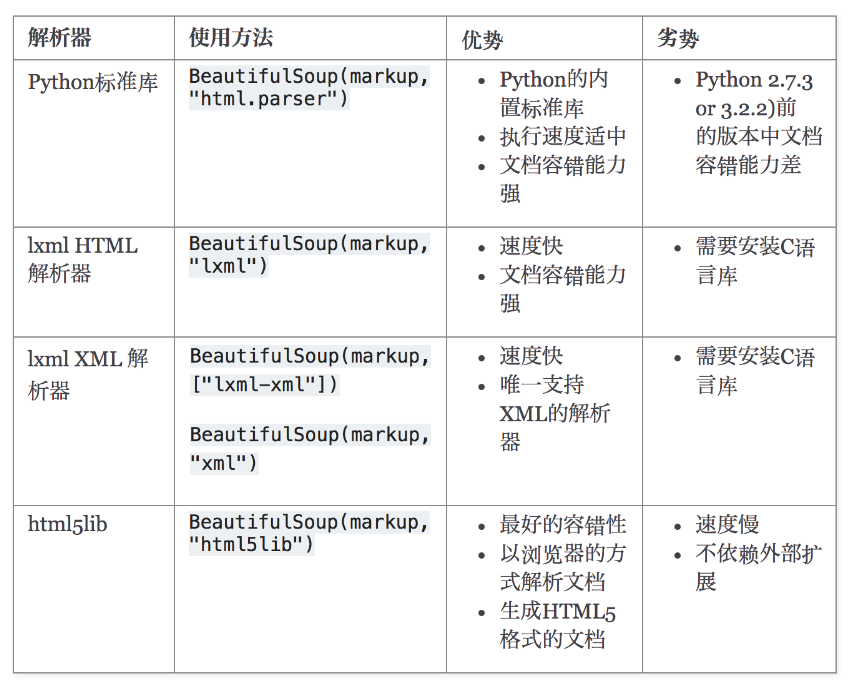 解析器
使用方法
优势
劣势
Python标准库
BeautifulSoup(markup,
"html.parser")
Python的内
置标准库
执行速度适中
文档容错能力
强
Python 2.7.3
or 3.2.2)前
的版本中文档
容错能力差
lxml HTML
解析器
BeautifulSoup(markup,
"lxml")
速度快
文档容错能力
强
需要安装C语
言库
lxml XML 解
析器
BeautifulSoup(markup,
["lxml-xml"])
BeautifulSoup(markup,
"xml")
速度快
唯一支持
XML的解析
器
需要安装C语
言库
html5lib
BeautifulSoup(markup,
"html5lib")
最好的容错性
以浏览器的方
式解析文档
生成HTML5
格式的文档
速度慢
不依赖外部扩
展